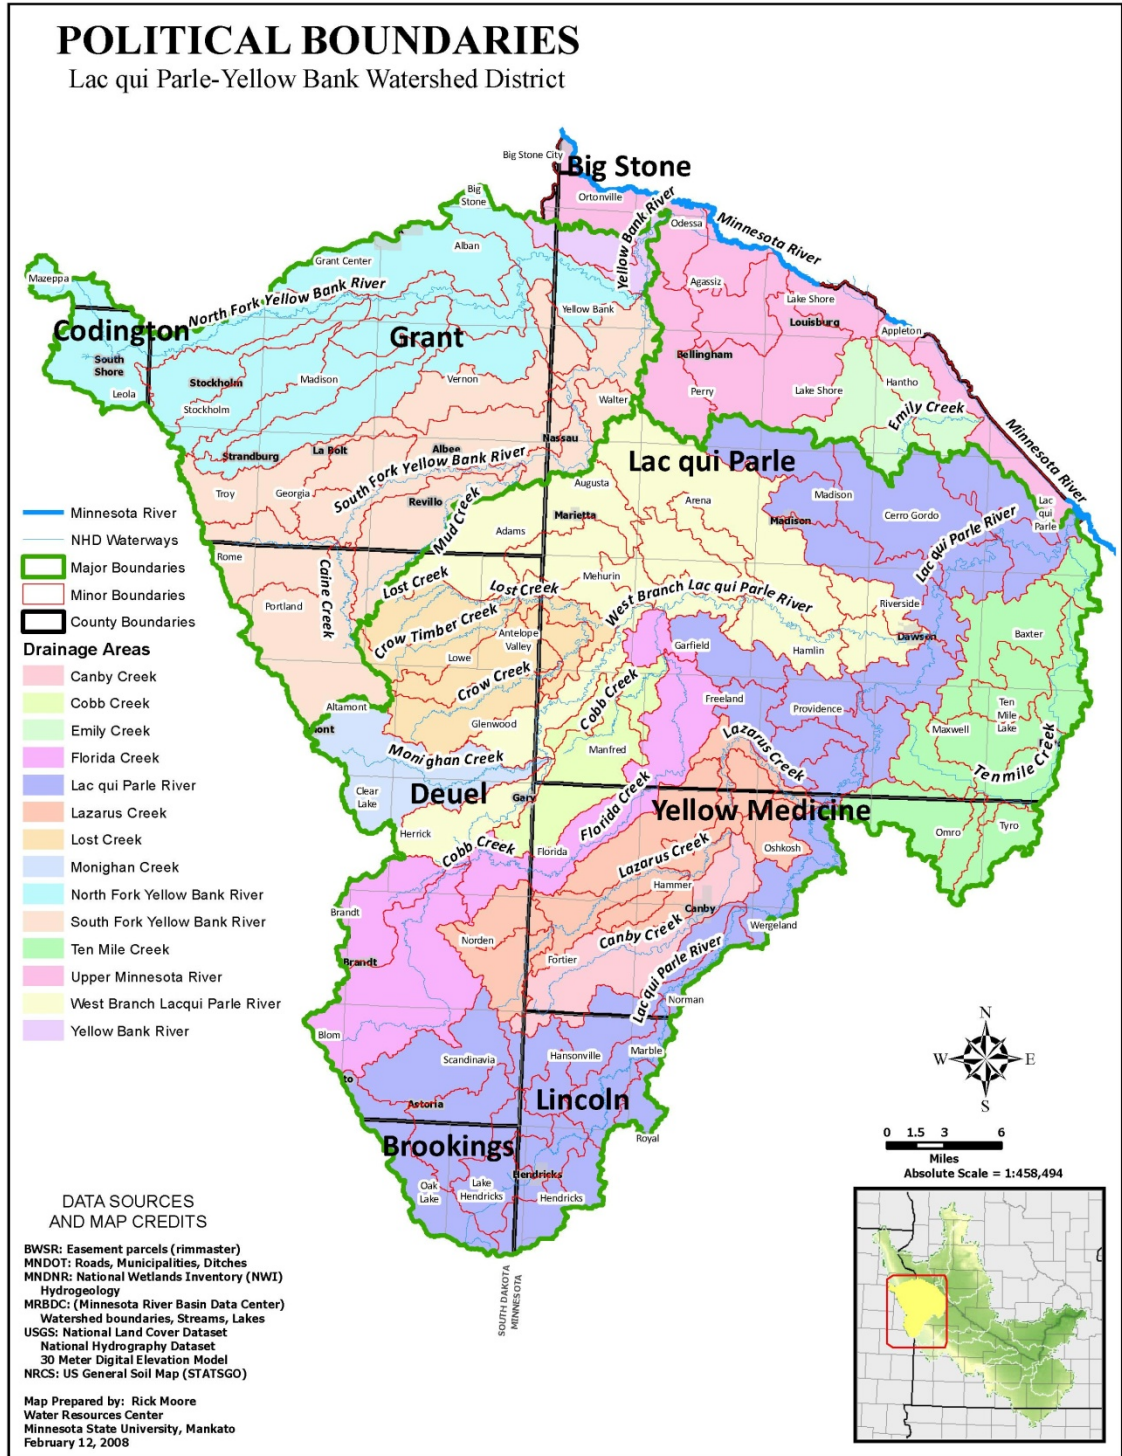 POLITICAL BOUNDARIES
Lac qui Parle-Yellow Bank Watershed District
Big Stone City
Big Stone
Big
Stone
Ortonville
Yellow Bank River
Odessa
Minnesota River
Alban
Grant Center
Mazeppa
North Fork Yellow Bank River
Agassiz
Lake Shore
Louisburg
Yellow Bank
Codington
Grant
Appleton
South
Shore
Bellingham
Leola
Stockholm
Madison
Vernon
Hantho
Perry
Lake Shore
Stockholm
Walter
Emily Creek
Minnesota River
Nassau
Strandburg
La Bolt
Albee
South Fork Yellow Bank River
Lac qui Parle
Troy
Georgia
Revillo
Augusta
Arena
Madison
Cerro Gordo
Lac
qui
Parle
Mud Creek
Adams
Marietta
Madison
Lac qui Parle River
Rome
Caine Creek
Lost Creek
Lost Creek
Mehurin
West Branch Lac qui Parle River
Portland
Crow Timber Creek
Antelope
Valley
Riverside
Dawson
Baxter
Lowe
Garfield
Hamlin
Crow Creek
Cobb Creek
Altamont
mont
Glenwood
Freeland
Providence
Ten
Mile
Lake
Maxwell
Monighan Creek
Manfred
Lazarus Creek
Tenmile Creek
Clear
Lake
Deuel
Gary
Florida Creek
Yellow Medicine
Herrick
Cobb Creek
Florida
Lazarus Creek
Oshkosh
Omro
Tyro
Hammer
Brandt
Canby
Norden
Canby Creek
Wergeland
Brandt
Fortier
Lac qui Parle River
Norman
Blom
Scandinavia
Hansonville
Marble
to
Astoria
Lincoln
Brookings
Royal
Hendricks
Oak
Lake
Lake
Hendricks
Hendricks
SOUTH DAKOTA
MINNESOTA
Minnesota River
NHD Waterways
Major Boundaries
Minor Boundaries
County Boundaries
Drainage Areas
Canby Creek
Cobb Creek
Emily Creek
Florida Creek
Lac qui Parle River
Lazarus Creek
Lost Creek
Monighan Creek
North Fork Yellow Bank River
South Fork Yellow Bank River
Ten Mile Creek
Upper Minnesota River
West Branch Lacqui Parle River
Yellow Bank River
N
W E
S
0 1.5 3 6
Miles
Absolute Scale = 1:458,494
DATA SOURCES
AND MAP CREDITS
BWSR: Easement parcels (rimmaster)
MNDOT: Roads, Municipalities, Ditches
MNDNR: National Wetlands Inventory (NWI)
Hydrogeology
MRBDC: (Minnesota River Basin Data Center)
Watershed boundaries, Streams, Lakes
USGS: National Land Cover Dataset
National Hydrography Dataset
30 Meter Digital Elevation Model
NRCS: US General Soil Map (STATSGO)
Map Prepared by: Rick Moore
Water Resources Center
Minnesota State University, Mankato
February 12, 2008